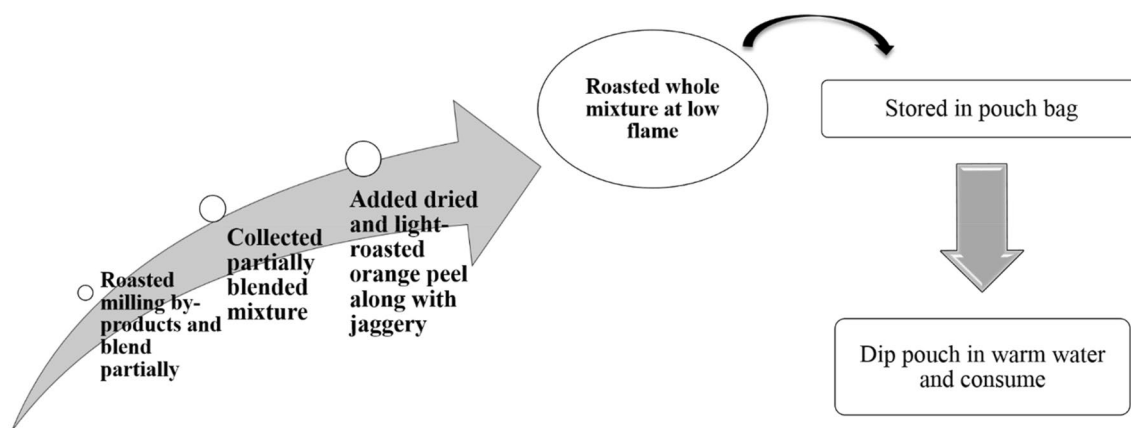 Roasted
milling by-
products and
blend
partially
Collected
partially
blended
mixture
Added dried
and light-
roasted
orange peel
along with
jaggery
Roasted whole
mixture at low
flame
Stored in pouch bag
Dip pouch in warm water
and consume